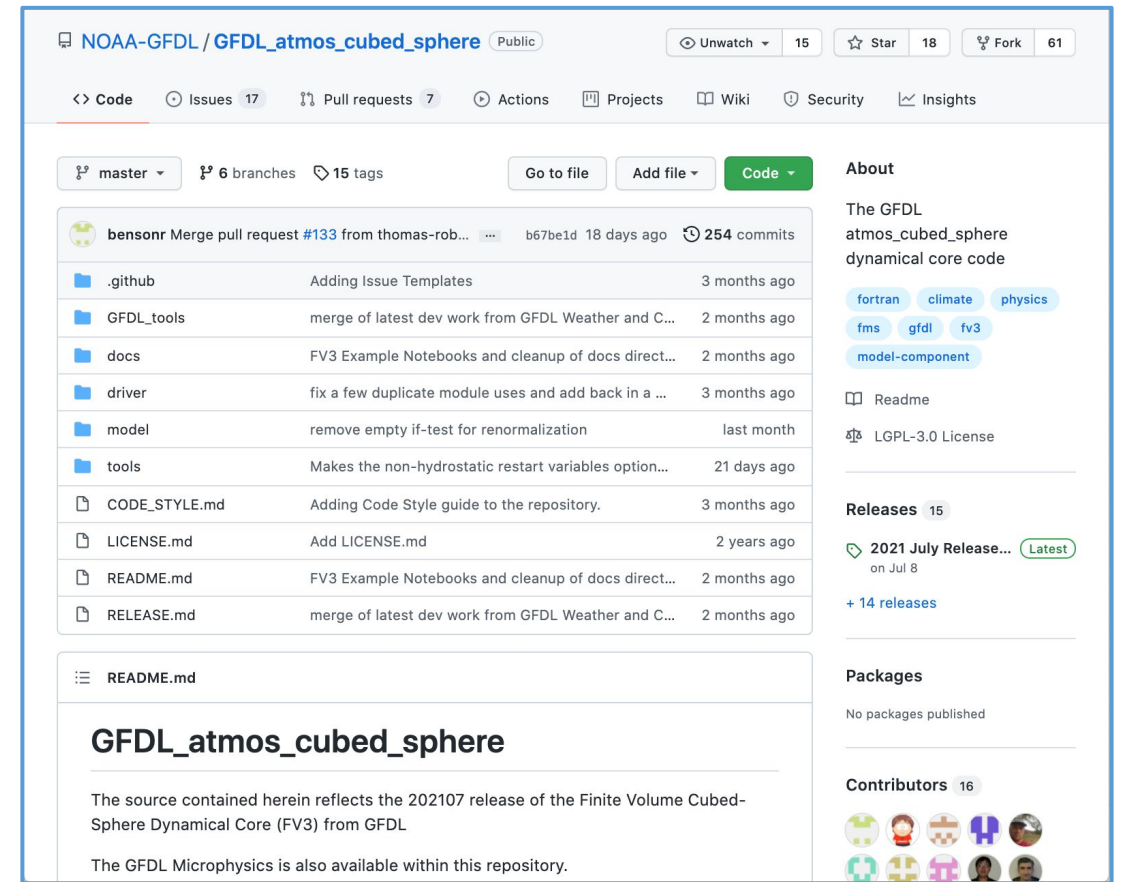 NOAA-GFDL / GFDL_atmos_cubed_sphere Public
Unwatch 15 Star 18 Fork 61
<> Code Issues 17 Pull requests 7 Actions Projects Wiki Security Insights
master 6 branches 15 tags Go to file Add file Code
bensonr Merge pull request #133 from thomas-rob... ... b67be1d 18 days ago 254 commits
.github Adding Issue Templates 3 months ago
GFDL_tools merge of latest dev work from GFDL Weather and C... 2 months ago
docs FV3 Example Notebooks and cleanup of docs direct... 2 months ago
driver fix a few duplicate module uses and add back in a ... 3 months ago
model remove empty if-test for renormalization last month
tools Makes the non-hydrostatic restart variables option... 21 days ago
CODE_STYLE.md Adding Code Style guide to the repository. 3 months ago
LICENSE.md Add LICENSE.md 2 years ago
README.md FV3 Example Notebooks and cleanup of docs direct... 2 months ago
RELEASE.md merge of latest dev work from GFDL Weather and C... 2 months ago
README.md
GFDL_atmos_cubed_sphere
The source contained herein reflects the 202107 release of the Finite Volume Cubed-
Sphere Dynamical Core (FV3) from GFDL
The GFDL Microphysics is also available within this repository.
About
The GFDL
atmos_cubed_sphere
dynamical core code
fortran climate physics
fms gfdl fv3
model-component
Readme
LGPL-3.0 License
Releases 15
2021 July Release... Latest
on Jul 8
+ 14 releases
Packages
No packages published
Contributors 16